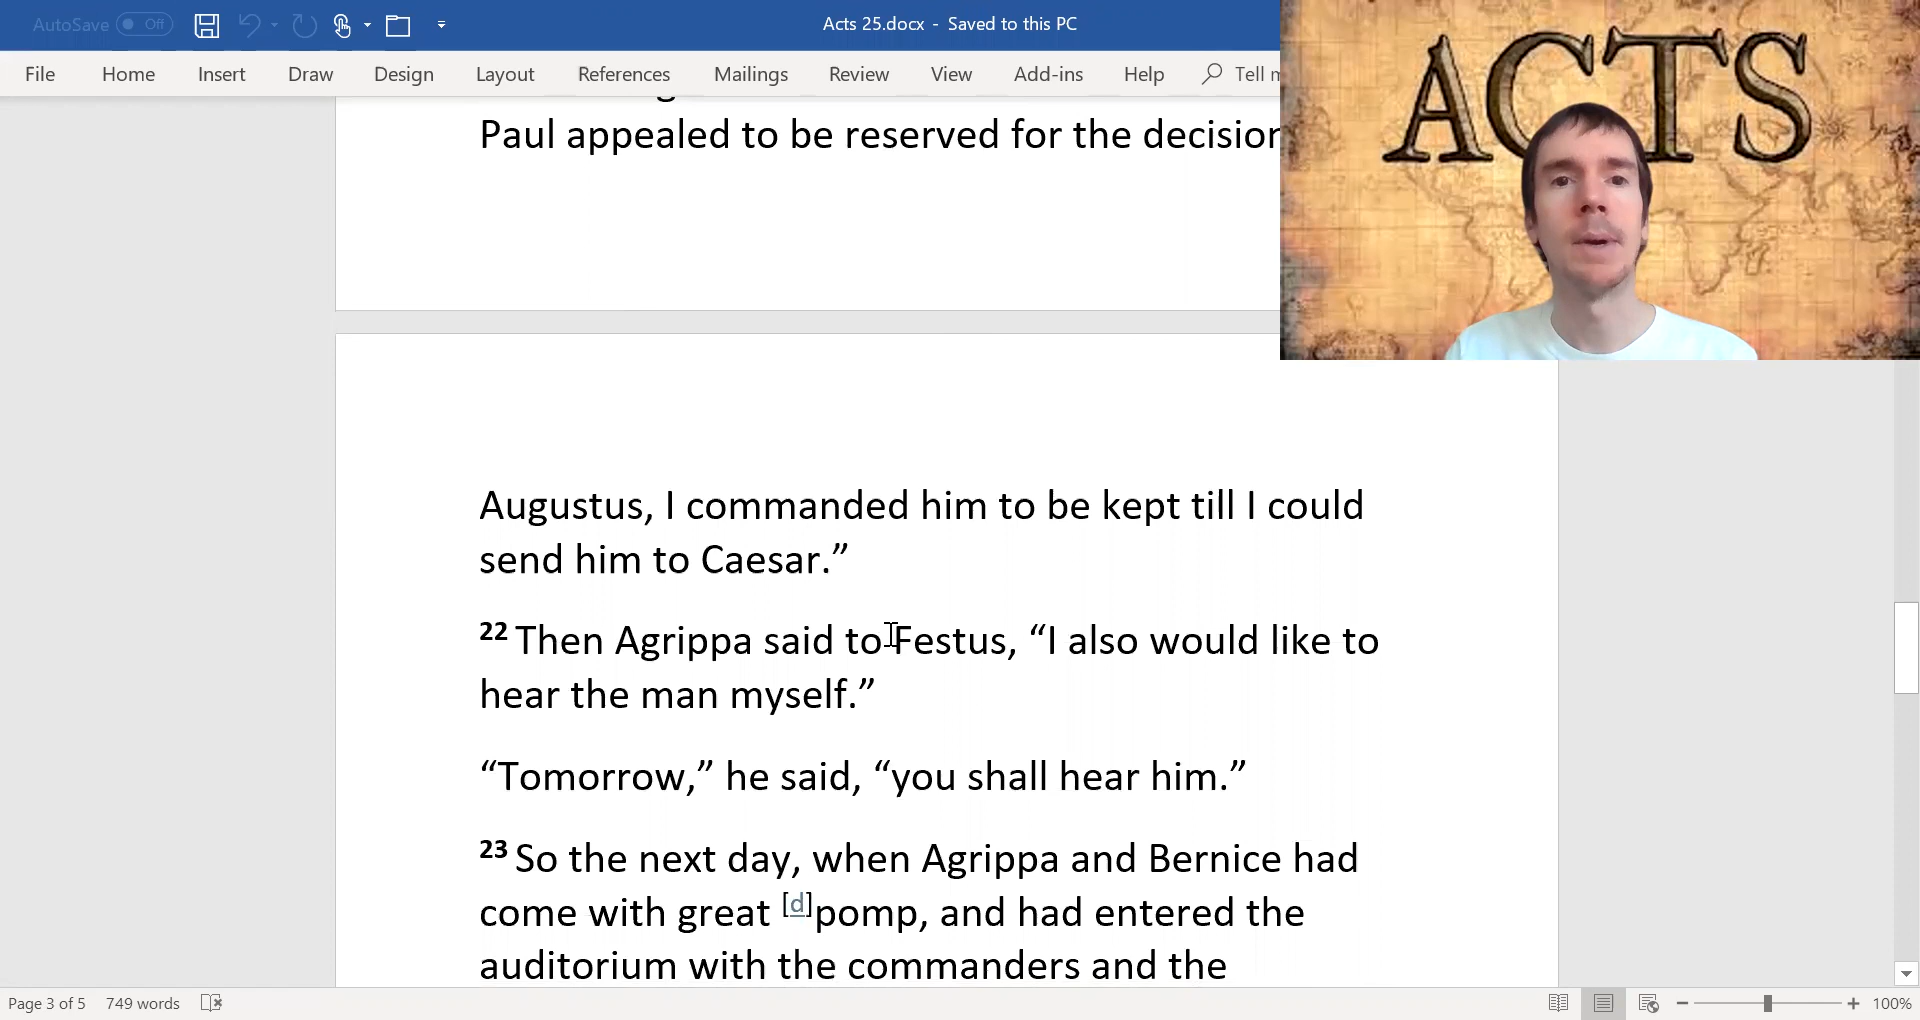 AutoSave Off
Acts 25.docx - Saved to this PC
File Home Insert Draw Design Layout References Mailings Review View Add-ins Help Tell
ACTS
Paul appealed to be reserved for the decision
Augustus, I commanded him to be kept till I could
send him to Caesar.”
22 Then Agrippa said to Festus, “I also would like to
hear the man myself.”
“Tomorrow,” he said, “you shall hear him.”
23 So the next day, when Agrippa and Bernice had
come with great [d]pomp, and had entered the
auditorium with the commanders and the
Page 3 of 5 749 words 100%